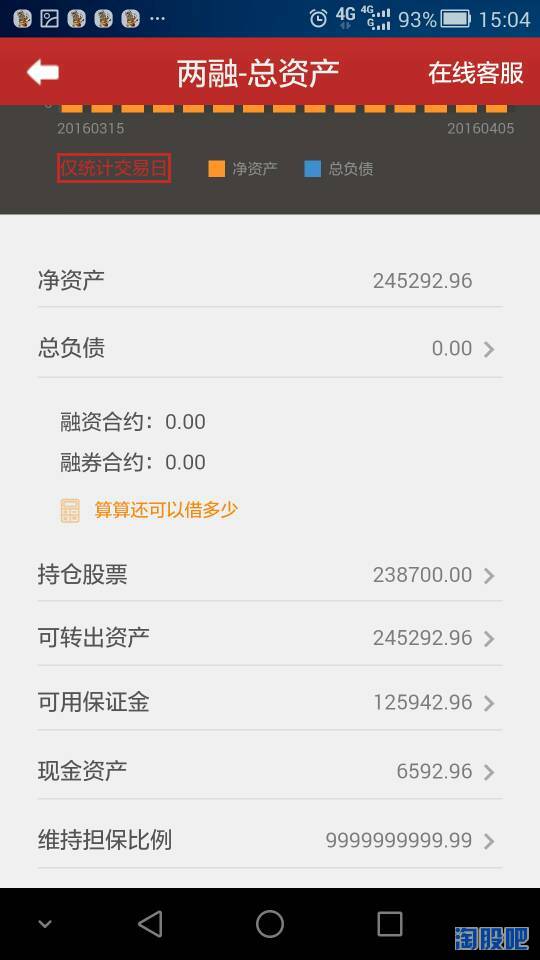 4G 4G G 93% 15:04
两融-总资产 在线客服
20160315 20160405
仅统计交易日 净资产 总负债
净资产 245292.96
总负债 0.00
融资合约：0.00
融券合约：0.00
算算还可以借多少
持仓股票 238700.00
可转出资产 245292.96
可用保证金 125942.96
现金资产 6592.96
维持担保比例 9999999999.99
淘股吧